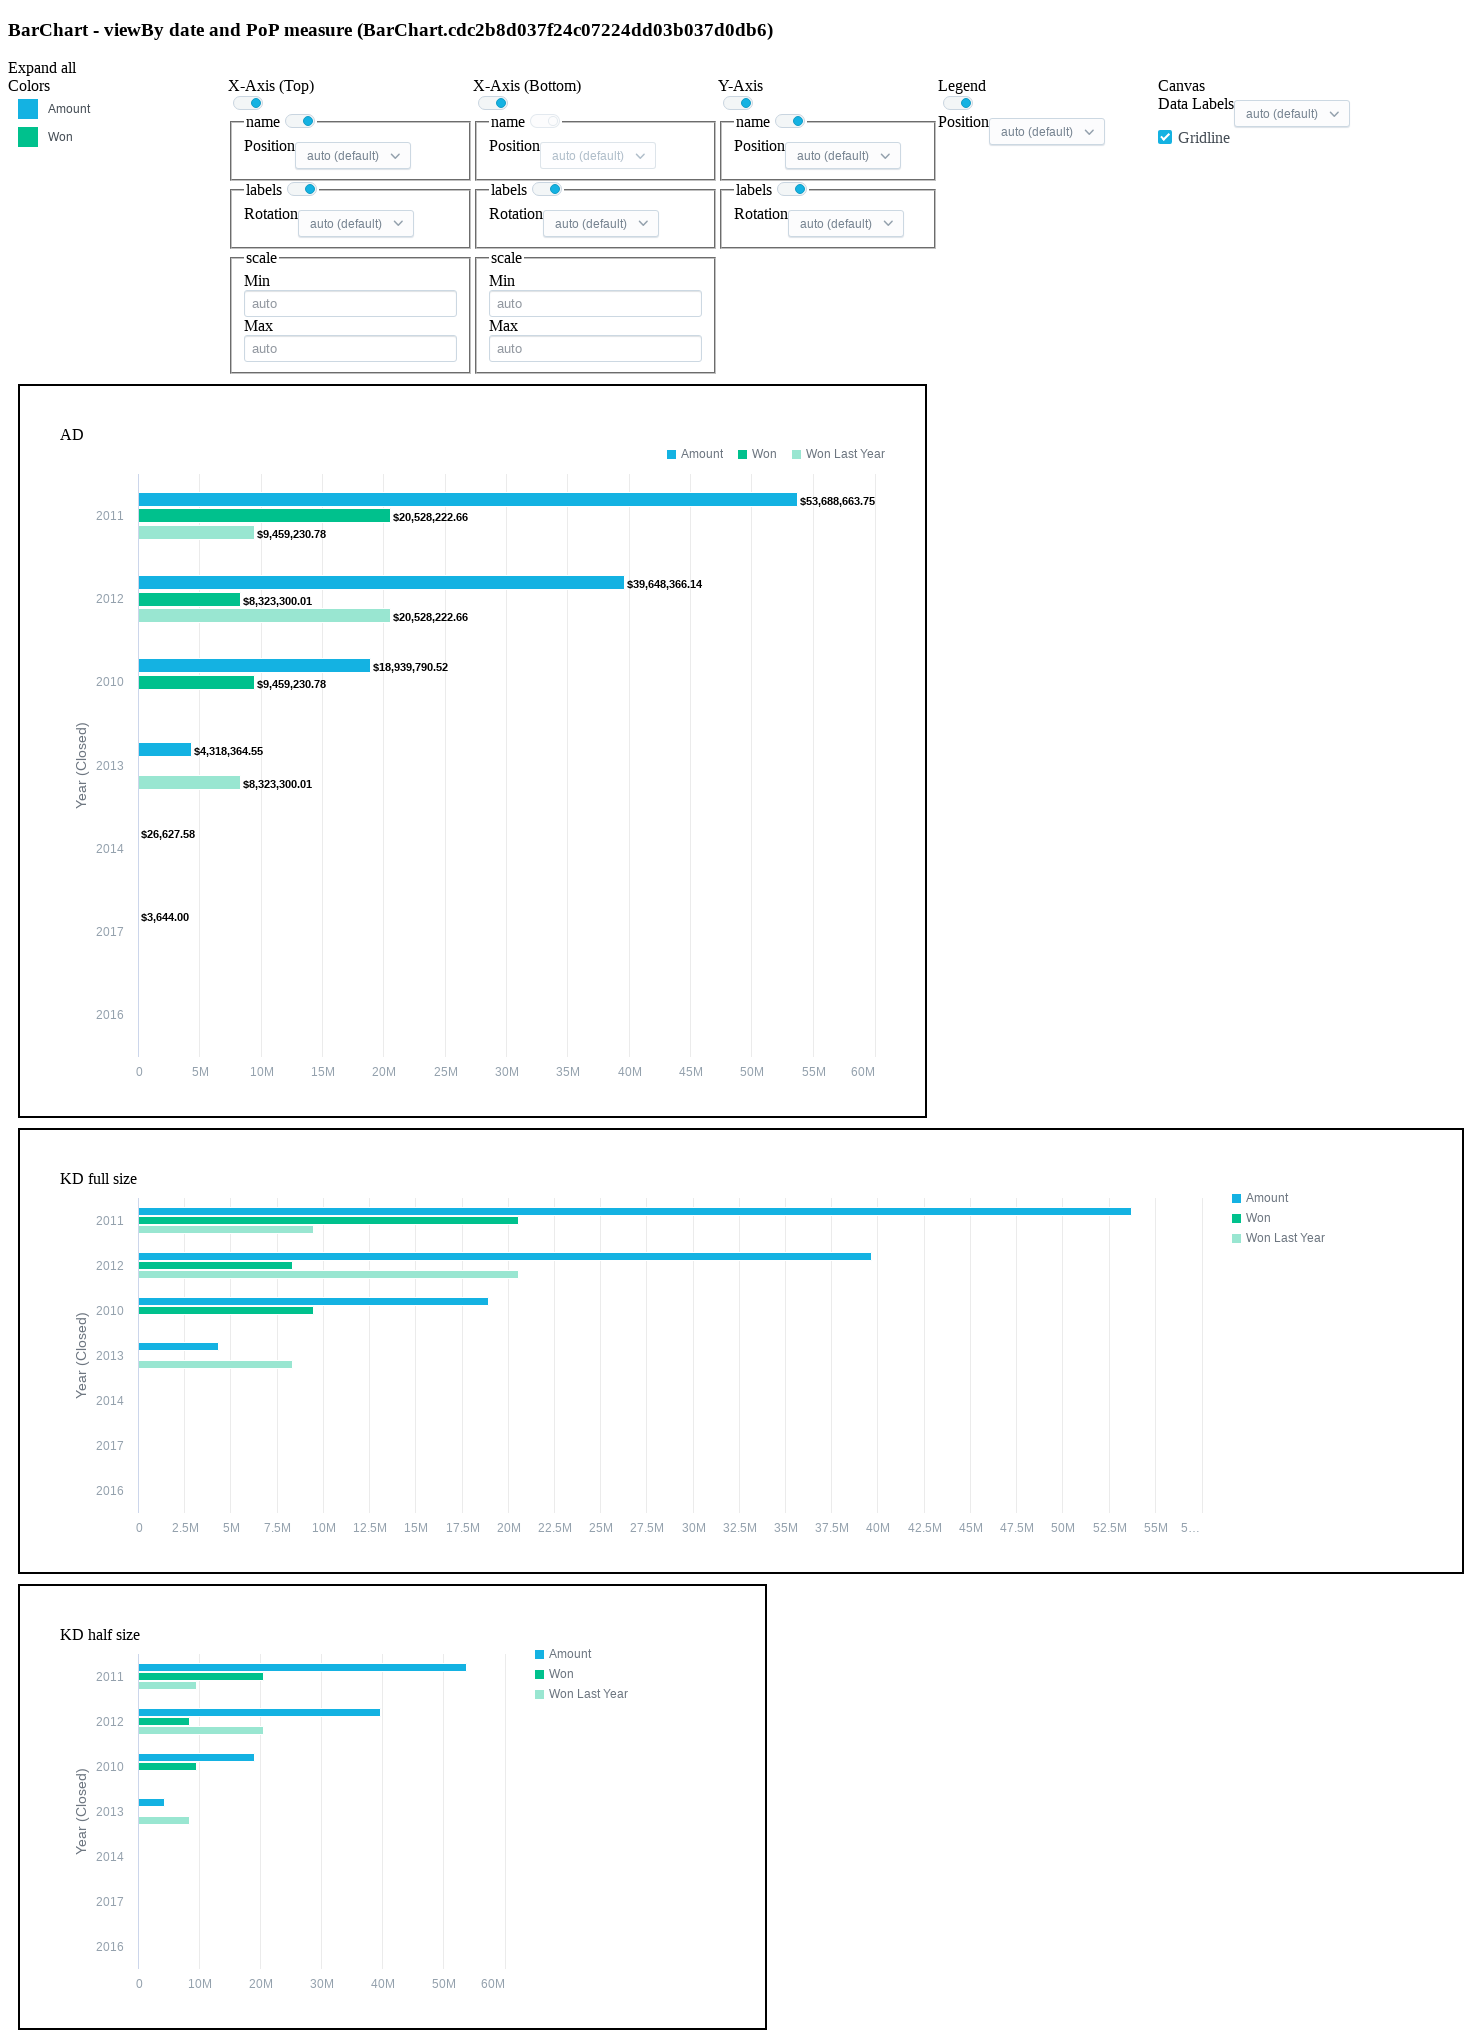 BarChart - viewBy date and PoP measure (BarChart.cdc2b8d037f24c07224dd03b037d0db6)
Expand all
Colors
Amount
Won
X-Axis (Top)
name
Position auto (default)
labels
Rotation auto (default)
scale
Min
auto
Max
auto
X-Axis (Bottom)
name
Position auto (default)
labels
Rotation auto (default)
scale
Min
auto
Max
auto
Y-Axis
name
Position auto (default)
labels
Rotation auto (default)
Legend
Position auto (default)
Canvas
Data Labels auto (default)
Gridline
AD
Amount Won Won Last Year
Year (Closed)
2011
$53,688,663.75
$20,528,222.66
$9,459,230.78
2012
$39,648,366.14
$8,323,300.01
$20,528,222.66
2010
$18,939,790.52
$9,459,230.78
2013
$4,318,364.55
$8,323,300.01
2014
$26,627.58
2017
$3,644.00
2016
0 5M 10M 15M 20M 25M 30M 35M 40M 45M 50M 55M 60M
KD full size
Amount
Won
Won Last Year
Year (Closed)
2011
2012
2010
2013
2014
2017
2016
0 2.5M 5M 7.5M 10M 12.5M 15M 17.5M 20M 22.5M 25M 27.5M 30M 32.5M 35M 37.5M 40M 42.5M 45M 47.5M 50M 52.5M 55M 5…
KD half size
Amount
Won
Won Last Year
Year (Closed)
2011
2012
2010
2013
2014
2017
2016
0 10M 20M 30M 40M 50M 60M